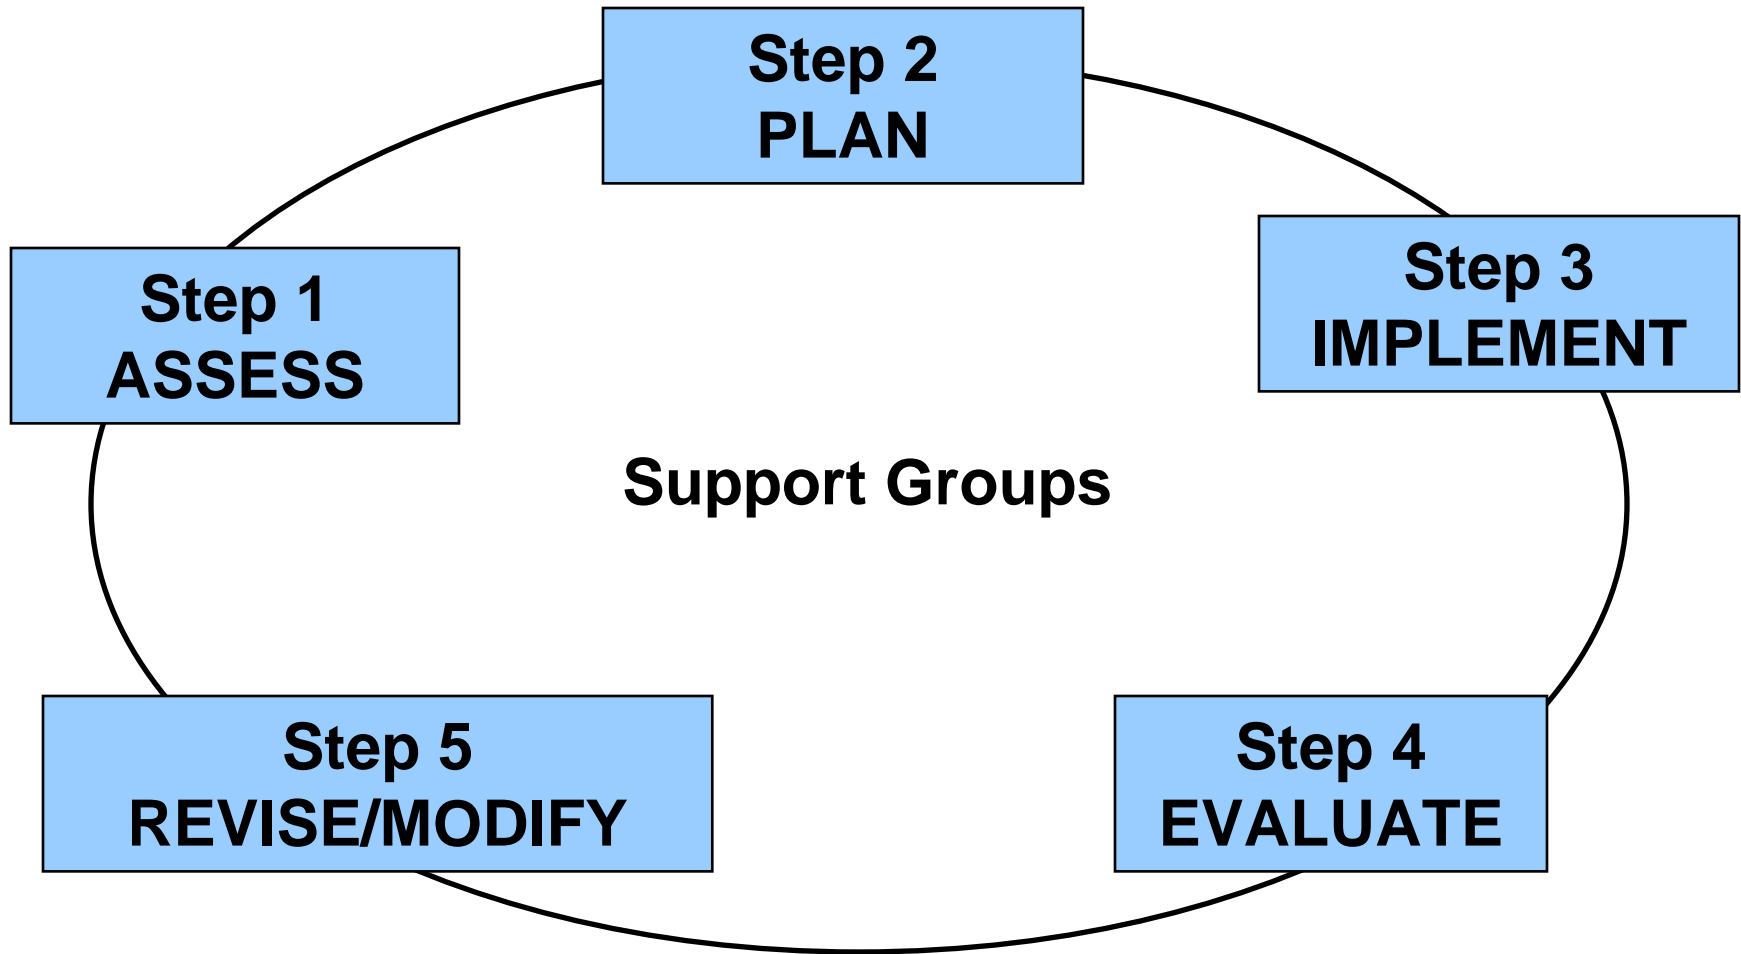 Step 2
PLAN
Step 1
ASSESS
Step 3
IMPLEMENT
Support Groups
Step 5
REVISE/MODIFY
Step 4
EVALUATE